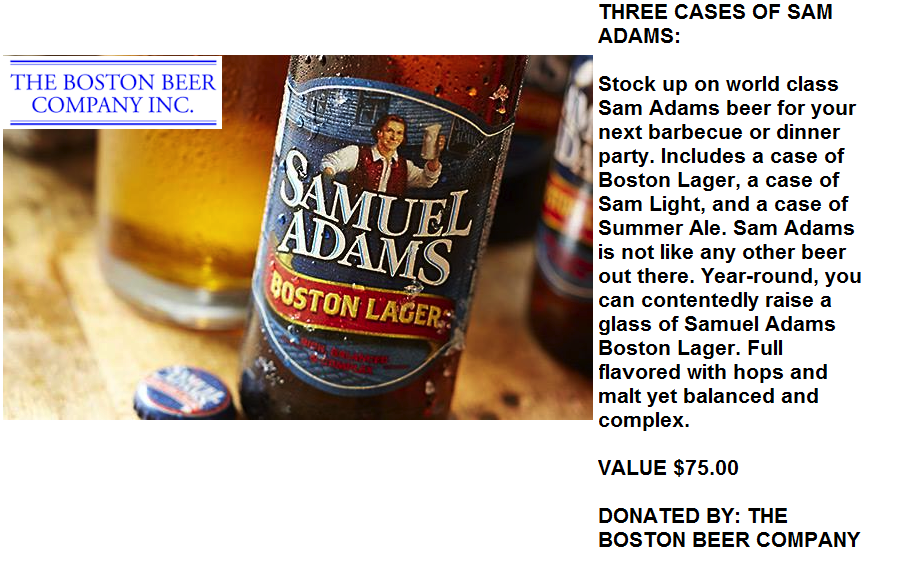 THE BOSTON BEER
COMPANY INC.
SAMUEL
ADAMS
BOSTON LAGER
THREE CASES OF SAM
ADAMS:
Stock up on world class
Sam Adams beer for your
next barbecue or dinner
party. Includes a case of
Boston Lager, a case of
Sam Light, and a case of
Summer Ale. Sam Adams
is not like any other beer
out there. Year-round, you
can contentedly raise a
glass of Samuel Adams
Boston Lager. Full
flavored with hops and
malt yet balanced and
complex.
VALUE $75.00
DONATED BY: THE
BOSTON BEER COMPANY